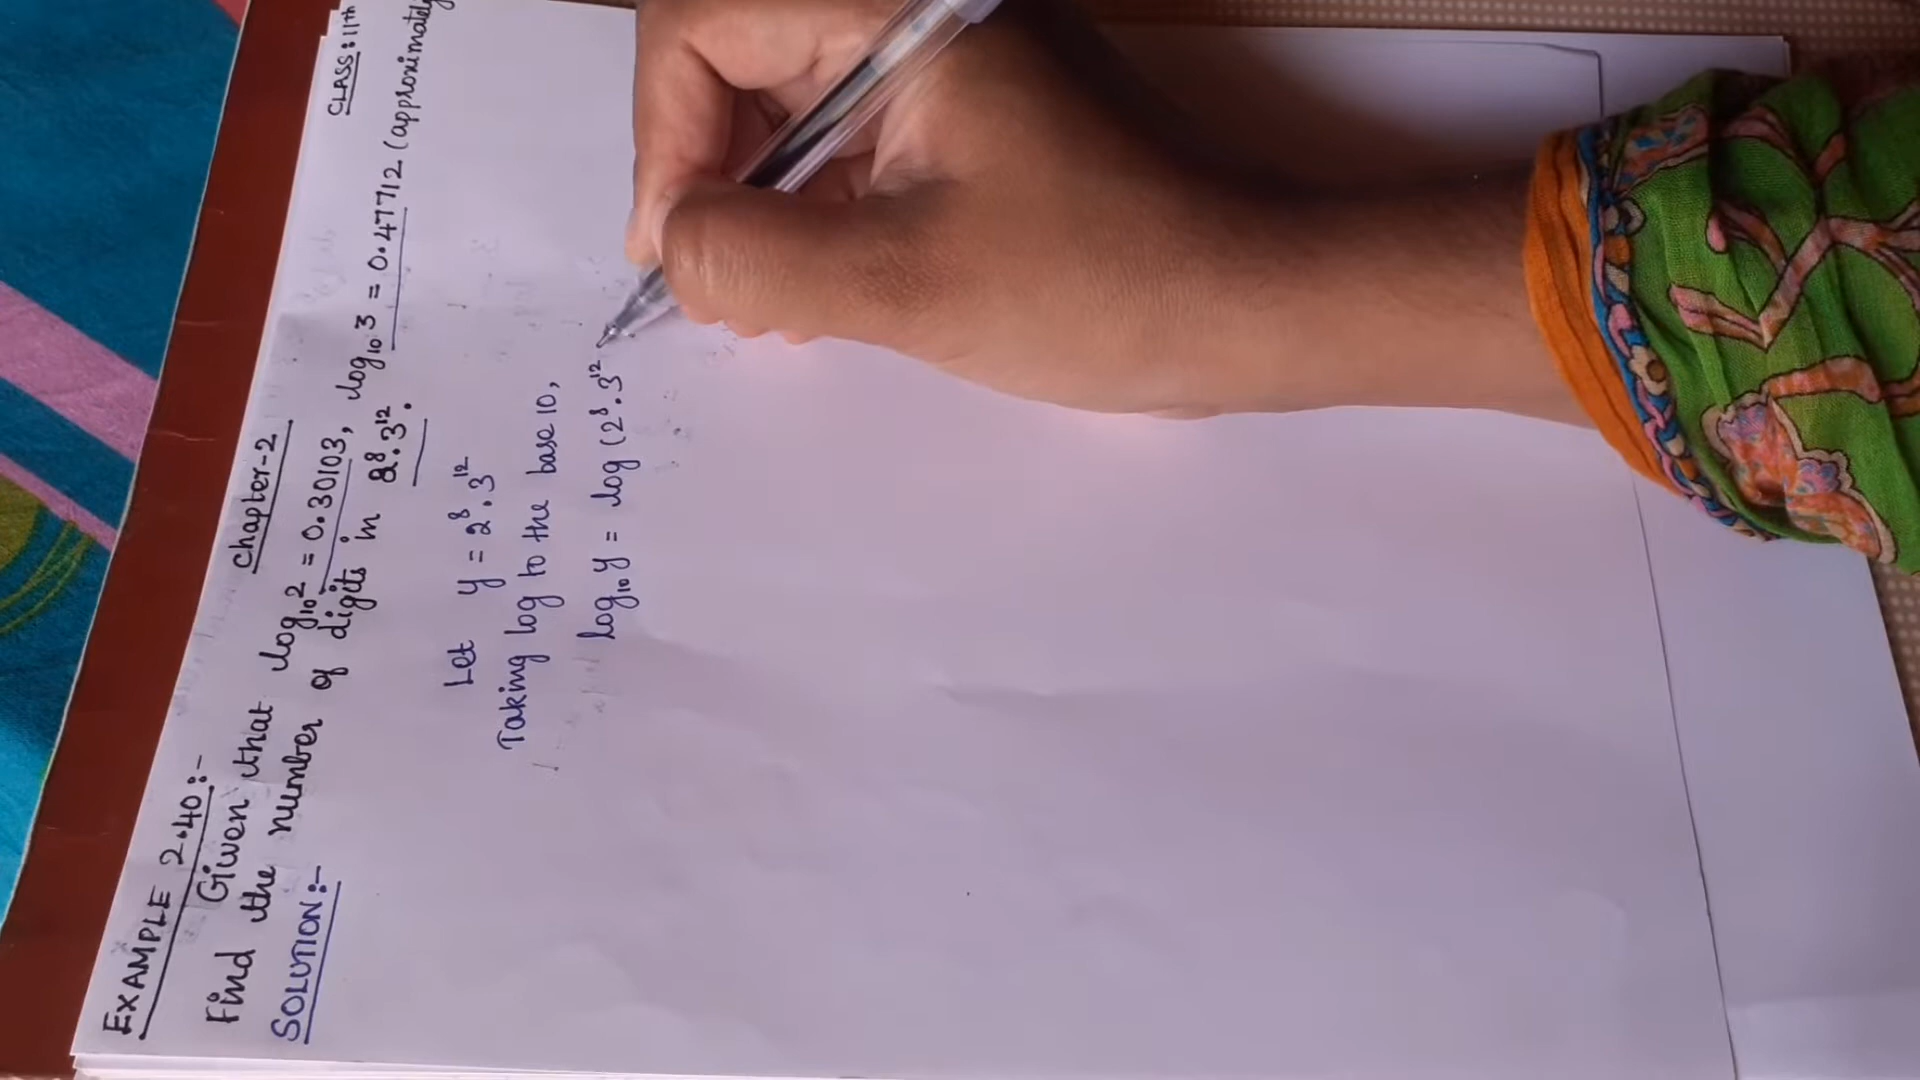 CLASS: 11th
Chapter-2
EXAMPLE 2.40:-
Given that log₁₀2 = 0.30103, log₁₀3 = 0.47712 (approximately
Find the number of digits in 2⁸.3¹².
SOLUTION:-
Let y = 2⁸.3¹²
Taking log to the base 10,
log₁₀y = log (2⁸.3¹²